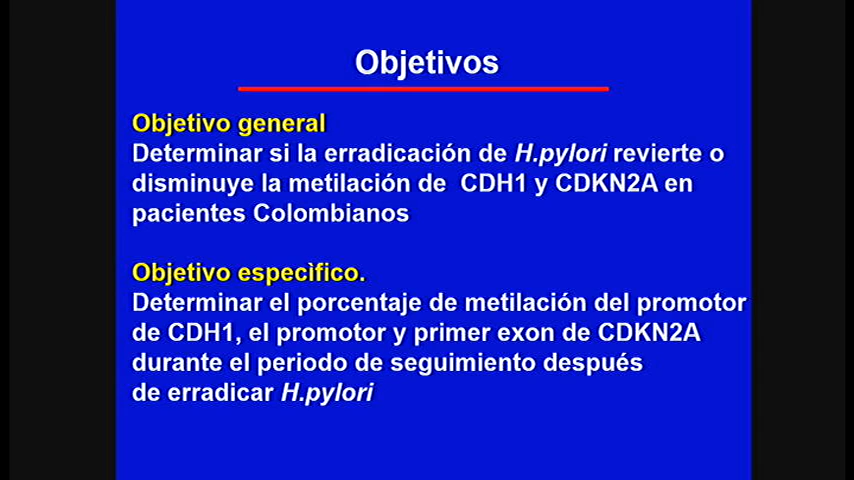 Objetivos
Objetivo general
Determinar si la erradicación de H.pylori revierte o
disminuye la metilación de CDH1 y CDKN2A en
pacientes Colombianos
Objetivo especìfico.
Determinar el porcentaje de metilación del promotor
de CDH1, el promotor y primer exon de CDKN2A
durante el periodo de seguimiento después
de erradicar H.pylori